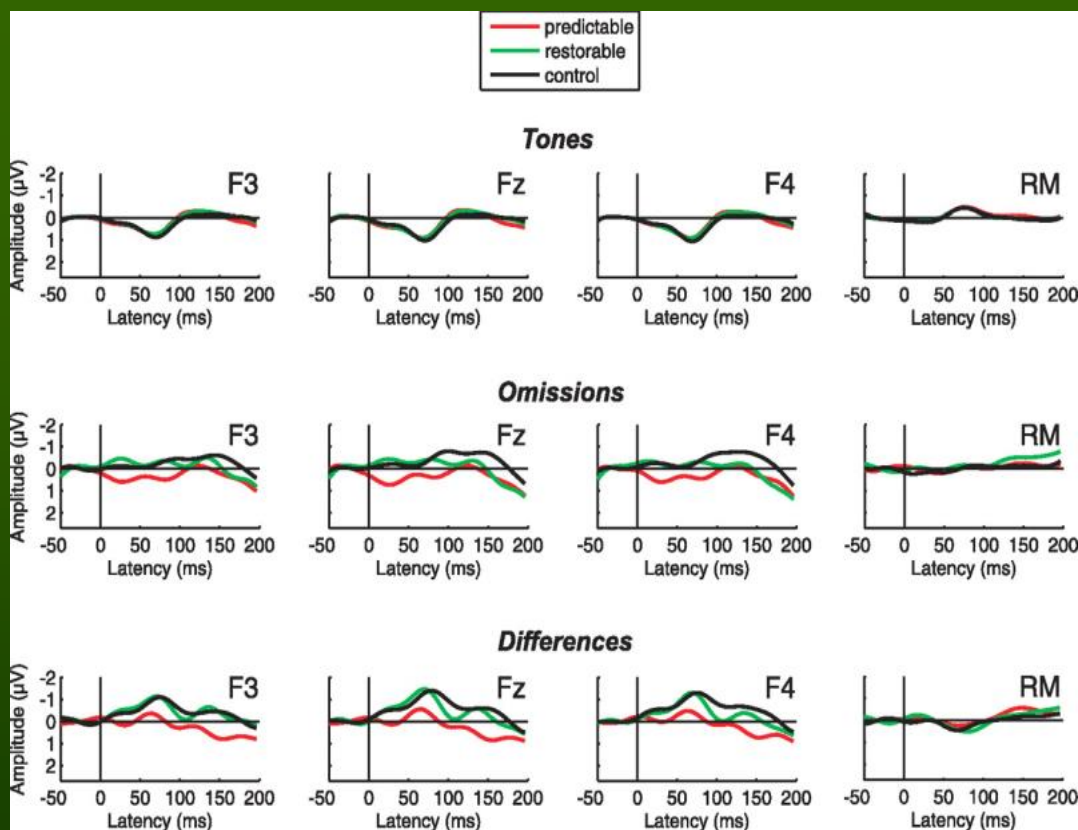 predictable
restorable
control
Tones
F3 Fz F4 RM
Amplitude (μV)
-2
-1
0
1
2
-50 0 50 100 150 200 -50 0 50 100 150 200 -50 0 50 100 150 200 -50 0 50 100 150 200
Latency (ms) Latency (ms) Latency (ms) Latency (ms)
Omissions
F3 Fz F4 RM
Amplitude (μV)
-2
-1
0
1
2
-50 0 50 100 150 200 -50 0 50 100 150 200 -50 0 50 100 150 200 -50 0 50 100 150 200
Latency (ms) Latency (ms) Latency (ms) Latency (ms)
Differences
F3 Fz F4 RM
Amplitude (μV)
-2
-1
0
1
2
-50 0 50 100 150 200 -50 0 50 100 150 200 -50 0 50 100 150 200 -50 0 50 100 150 200
Latency (ms) Latency (ms) Latency (ms) Latency (ms)